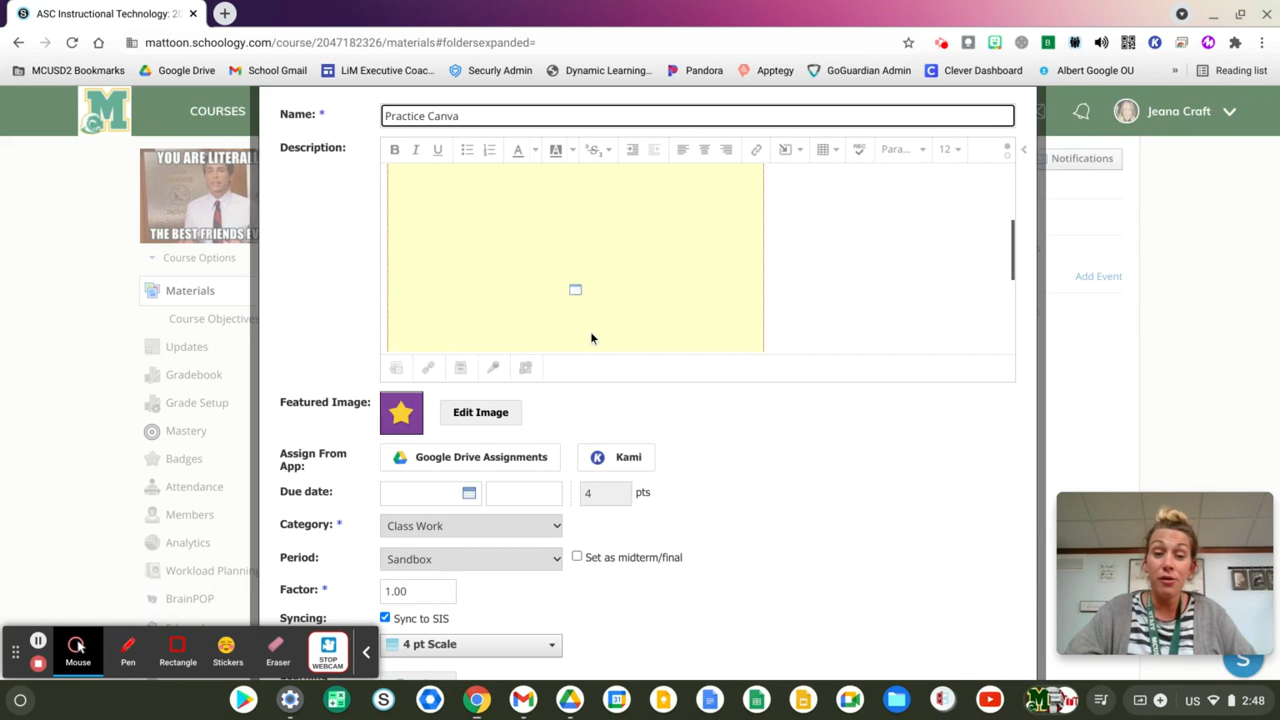 ASC Instructional Technology: 20
mattoon.schoology.com/course/2047182326/materials#foldersexpanded=
MCUSD2 Bookmarks Google Drive School Gmail LiM Executive Coac... Securly Admin Dynamic Learning... Pandora Apptegy GoGuardian Admin Clever Dashboard Albert Google OU » Reading list
M COURSES Jeana Craft
YOU ARE LITERAL
THE BEST FRIENDS EV
Name: * Practice Canva
Notifications
Description: B I U Para... 12
Course Options
Add Event
Materials
Course Objectives
Updates
Gradebook
Grade Setup
Mastery
Badges
Attendance
Members
Analytics
Workload Planning
BrainPOP
Featured Image: Edit Image
Assign From App: Google Drive Assignments Kami
Due date: 4 pts
Category: * Class Work
Period: Sandbox Set as midterm/final
Factor: * 1.00
Syncing: Sync to SIS
4 pt Scale
Mouse Pen Rectangle Stickers Eraser STOP WEBCAM
US 2:48